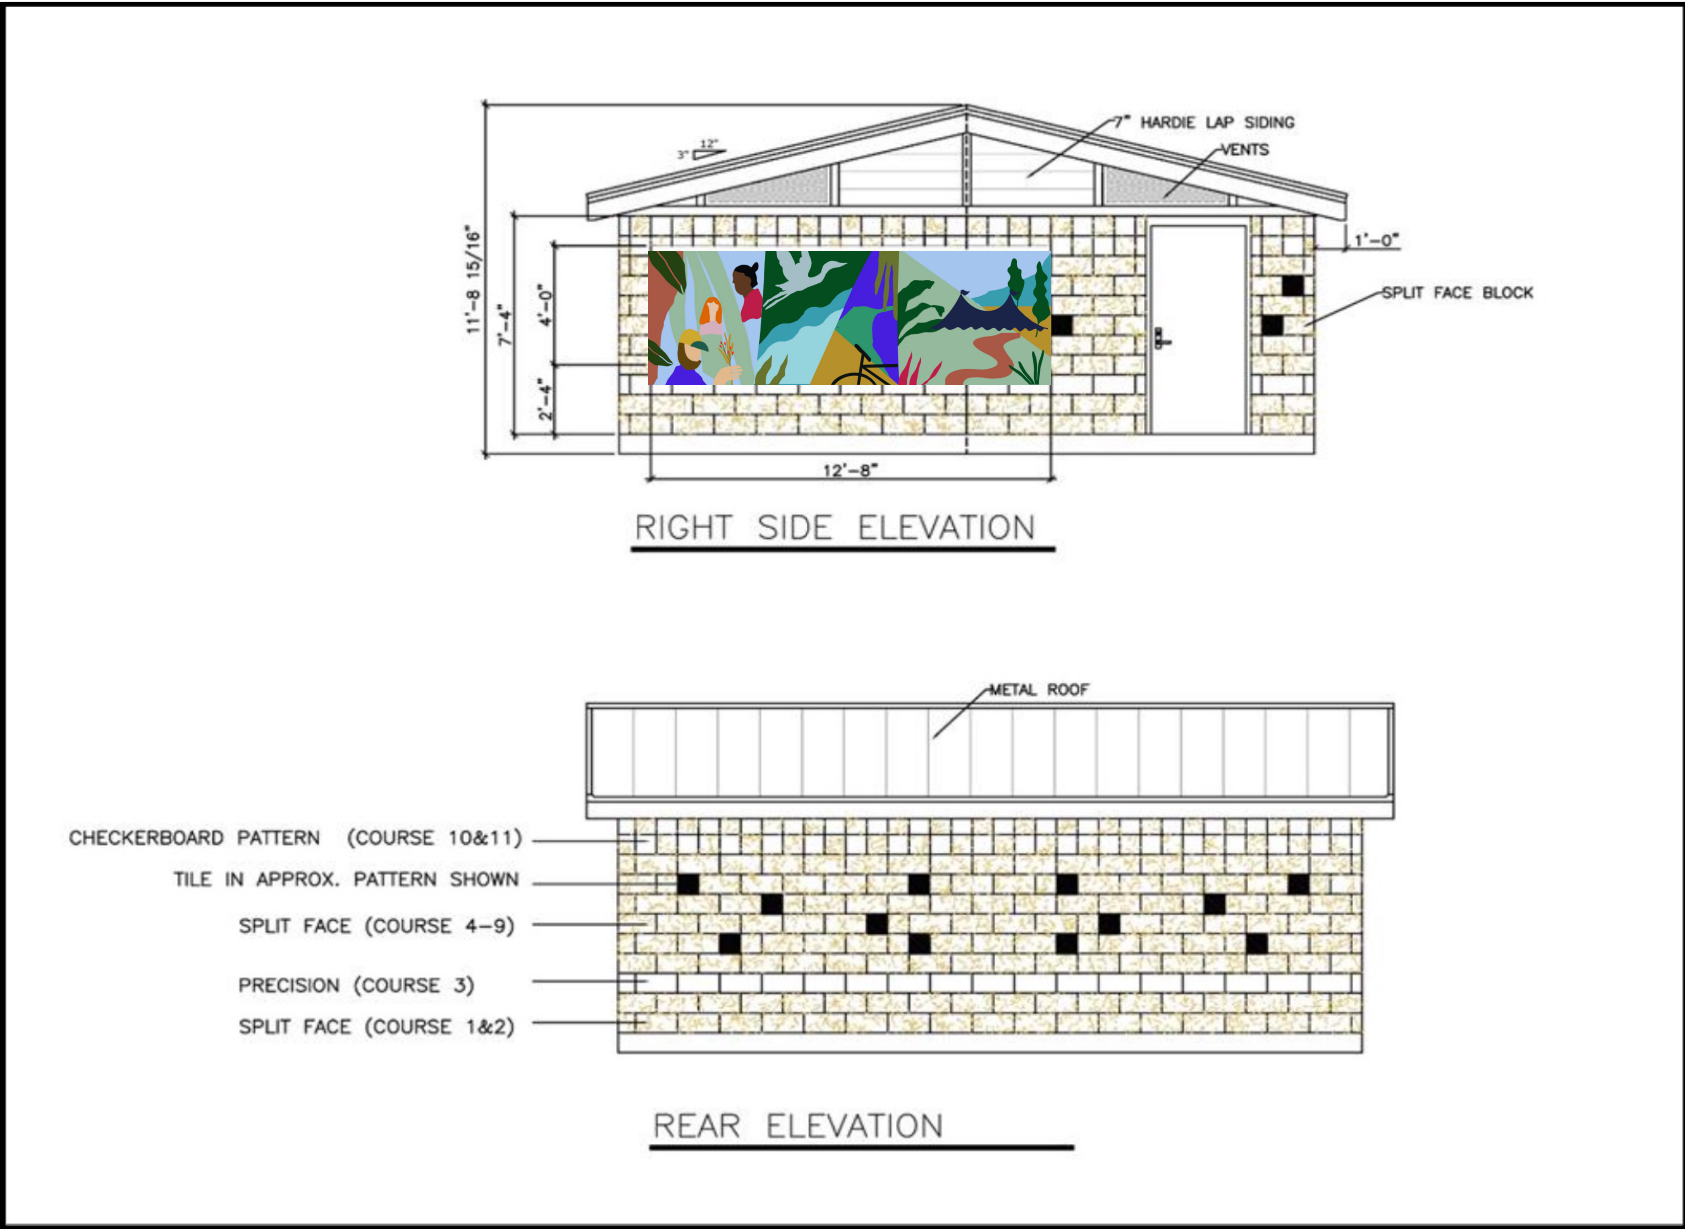 7" HARDIE LAP SIDING
VENTS
12"
3"
1'-0"
11'-8 15/16"
7'-4"
4'-0"
2'-4"
SPLIT FACE BLOCK
12'-8"
RIGHT SIDE ELEVATION
METAL ROOF
CHECKERBOARD PATTERN (COURSE 10&11)
TILE IN APPROX. PATTERN SHOWN
SPLIT FACE (COURSE 4-9)
PRECISION (COURSE 3)
SPLIT FACE (COURSE 1&2)
REAR ELEVATION